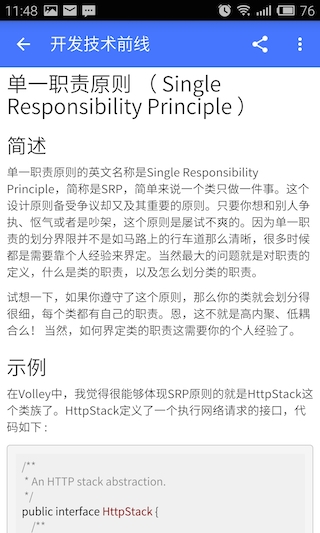 11:48
76
开发技术前线
单一职责原则 （ Single
Responsibility Principle ）
简述
单一职责原则的英文名称是Single Responsibility
Principle，简称是SRP，简单来说一个类只做一件事。这个
设计原则备受争议却又及其重要的原则。只要你想和别人争
执、怄气或者是吵架，这个原则是屡试不爽的。因为单一职
责的划分界限并不是如马路上的行车道那么清晰，很多时候
都是需要靠个人经验来界定。当然最大的问题就是对职责的
定义，什么是类的职责，以及怎么划分类的职责。
试想一下，如果你遵守了这个原则，那么你的类就会划分得
很细，每个类都有自己的职责。恩，这不就是高内聚、低耦
合么！ 当然，如何界定类的职责这需要你的个人经验了。
示例
在Volley中，我觉得很能够体现SRP原则的就是HttpStack这
个类族了。HttpStack定义了一个执行网络请求的接口，代
码如下 :
/**
* An HTTP stack abstraction.
*/
public interface HttpStack {
/**